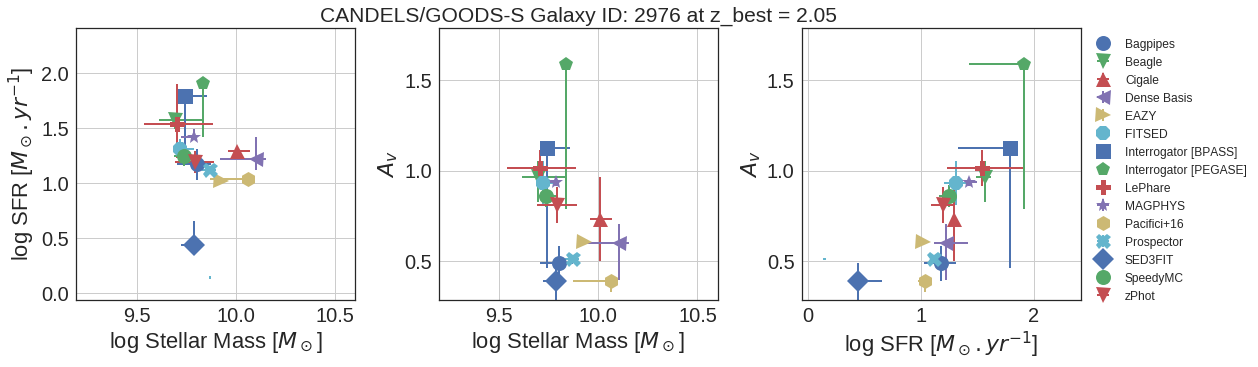 CANDELS/GOODS-S Galaxy ID: 2976 at z_best = 2.05
log SFR [M⊙.yr⁻¹]
2.0
1.5
1.0
0.5
0.0
9.5 10.0 10.5
log Stellar Mass [M⊙]
A_V
1.5
1.0
0.5
9.5 10.0 10.5
log Stellar Mass [M⊙]
A_V
1.5
1.0
0.5
0 1 2
log SFR [M⊙.yr⁻¹]
Bagpipes
Beagle
Cigale
Dense Basis
EAZY
FITSED
Interrogator [BPASS]
Interrogator [PEGASE]
LePhare
MAGPHYS
Pacifici+16
Prospector
SED3FIT
SpeedyMC
zPhot